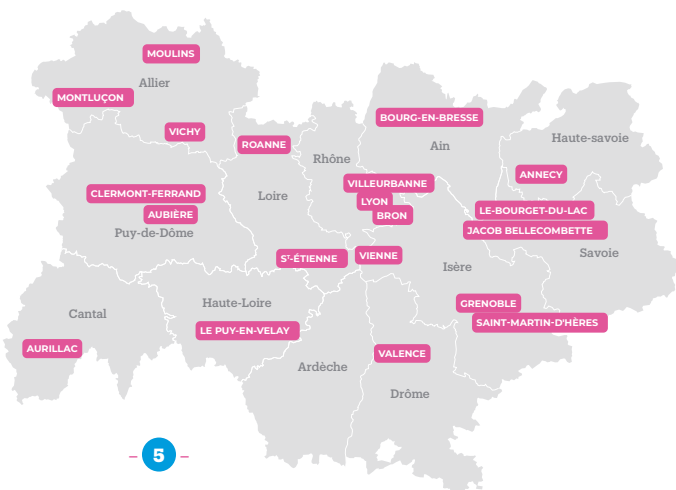 MOULINS
Allier
MONTLUÇON
VICHY
BOURG-EN-BRESSE
ROANNE
Ain
Haute-savoie
Rhône
ANNECY
VILLEURBANNE
CLERMONT-FERRAND
Loire
LYON
LE-BOURGET-DU-LAC
AUBIÈRE
BRON
Puy-de-Dôme
JACOB BELLECOMBETTE
Savoie
ST-ÉTIENNE
VIENNE
Isère
Haute-Loire
GRENOBLE
Cantal
LE PUY-EN-VELAY
SAINT-MARTIN-D'HÈRES
AURILLAC
VALENCE
Ardèche
Drôme
5